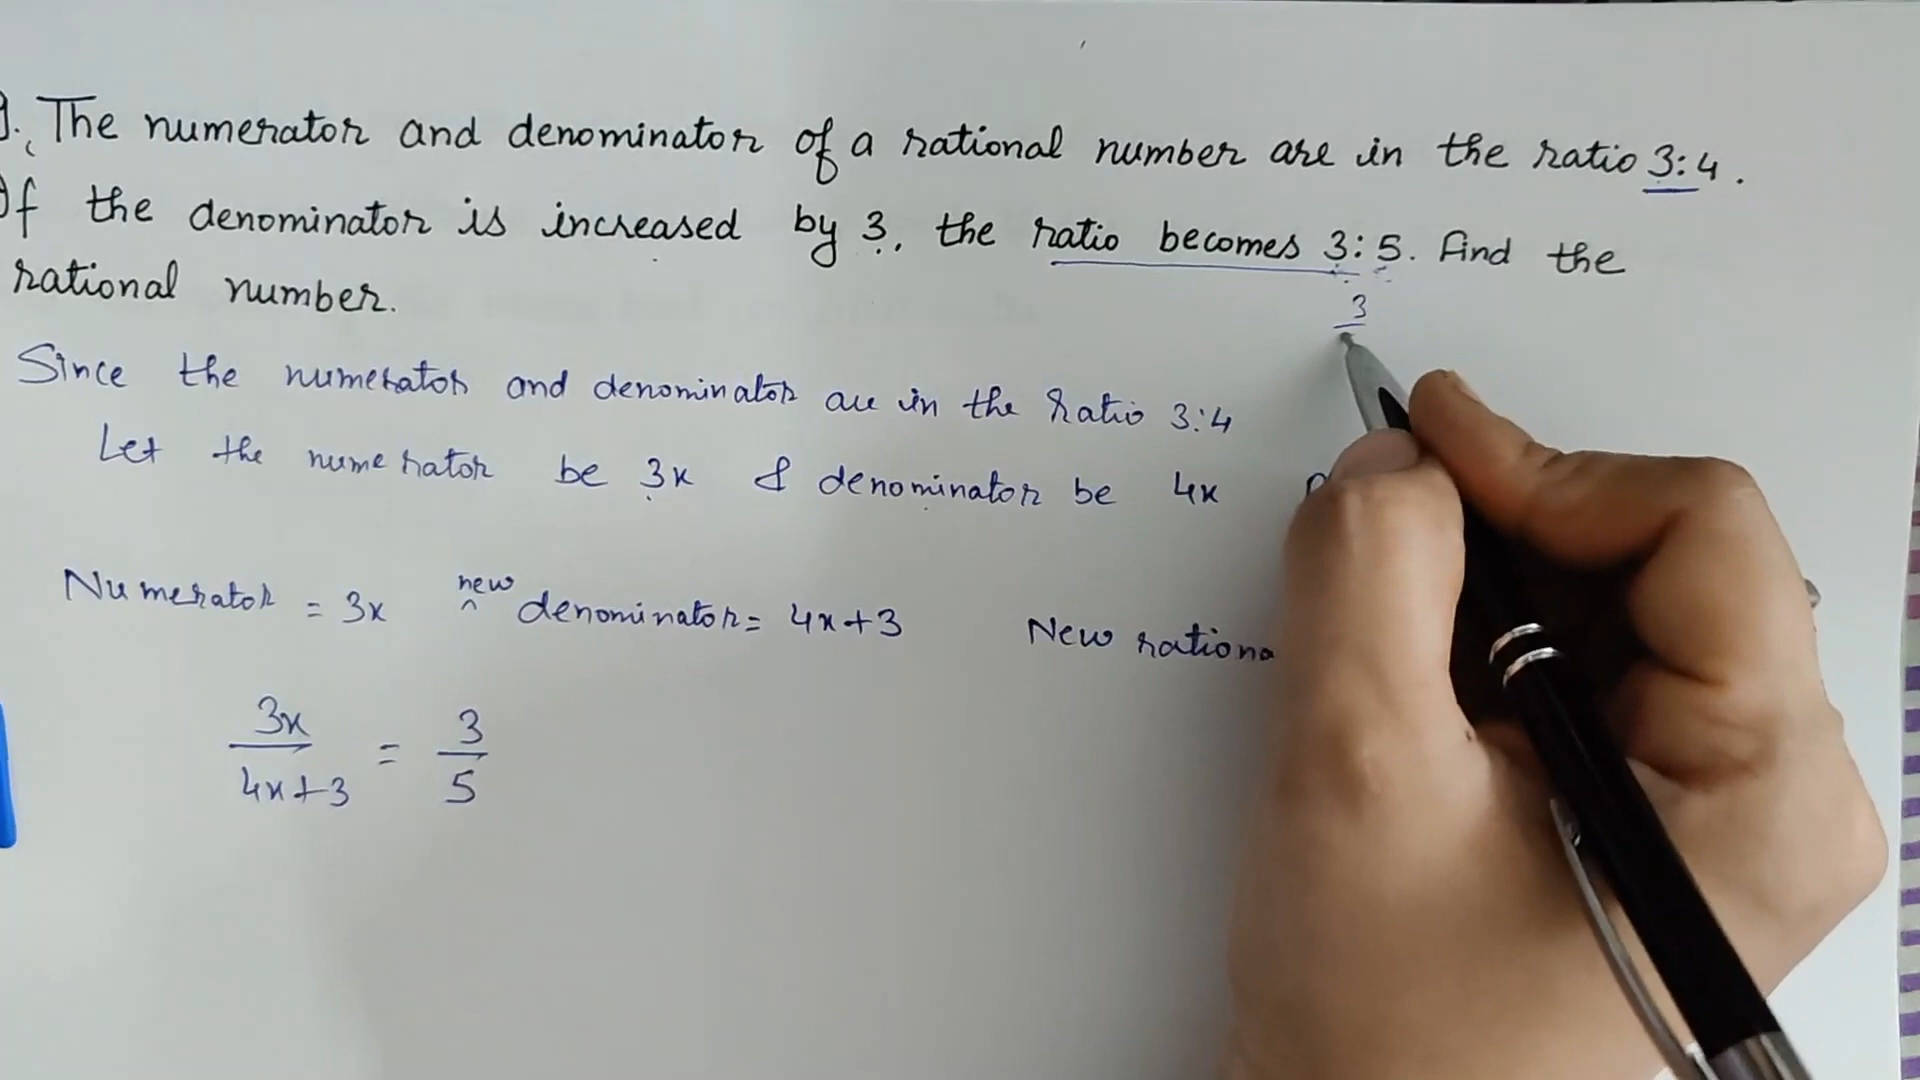 The numerator and denominator of a rational number are in the ratio 3:4.
If the denominator is increased by 3, the ratio becomes 3:5. Find the
rational number.
3
Since the numerator and denominator are in the ratio 3:4
Let the numerator be 3x & denominator be 4x
Numerator = 3x new ^ denominator = 4x+3 New rationa
3x/4x+3 = 3/5